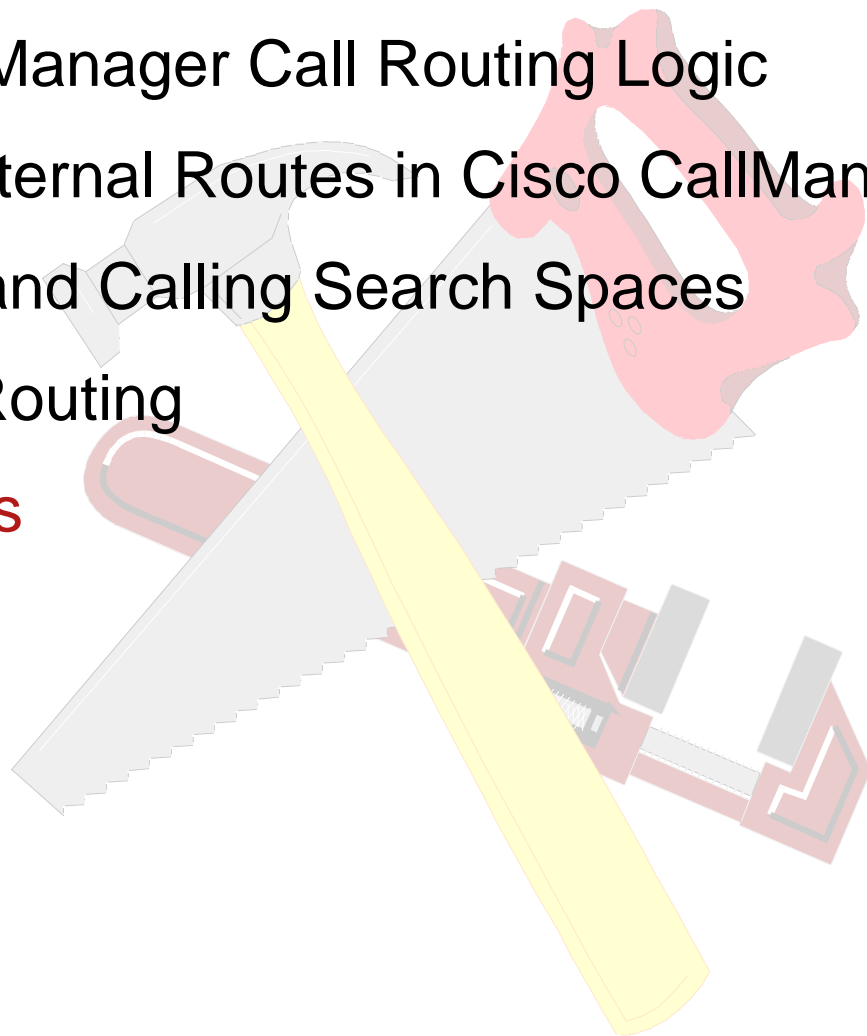 Manager Call Routing Logic
ternal Routes in Cisco CallMan
and Calling Search Spaces
Routing
s